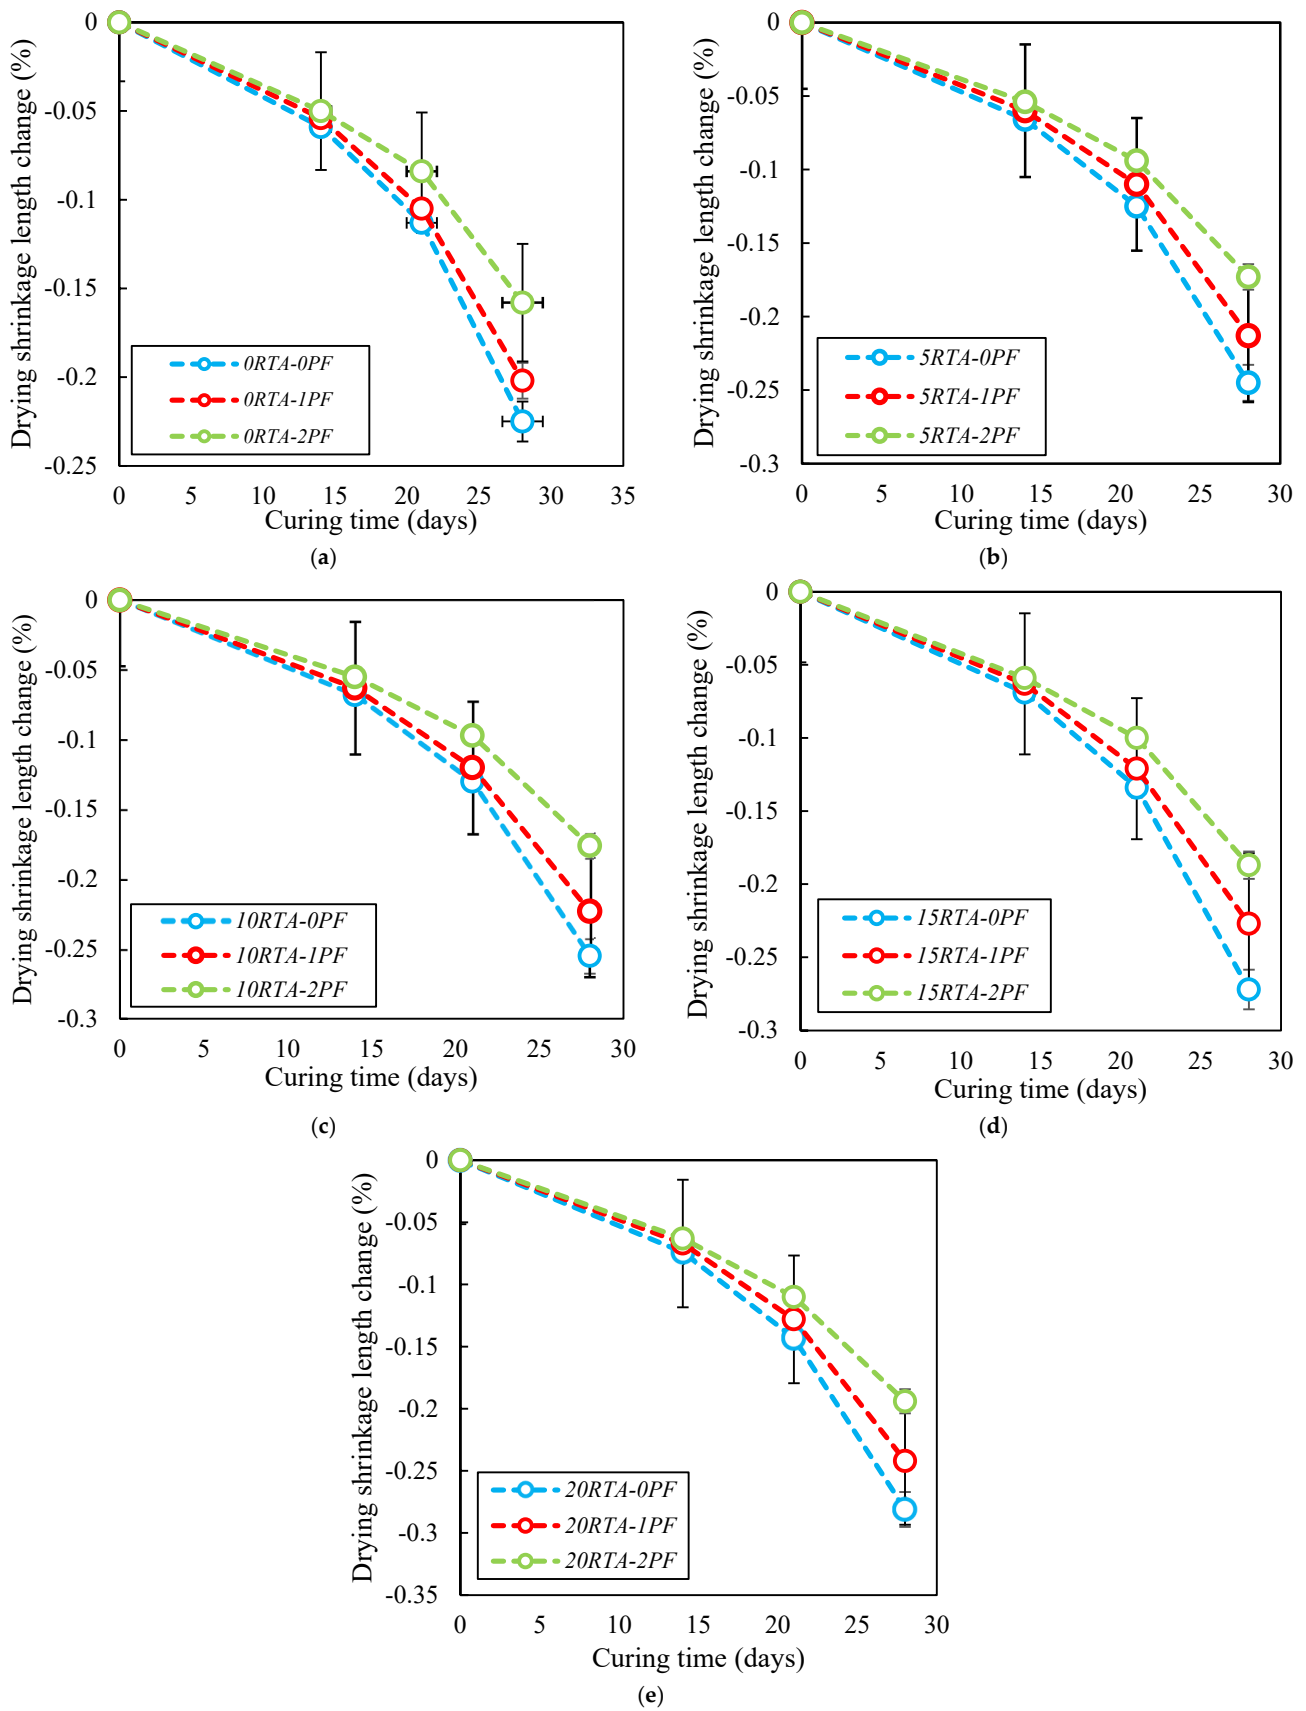 Drying shrinkage length change (%)
0
-0.05
-0.1
-0.15
-0.2
-0.25
0RTA-0PF
0RTA-1PF
0RTA-2PF
0 5 10 15 20 25 30 35
Curing time (days)
(a)
Drying shrinkage length change (%)
0
-0.05
-0.1
-0.15
-0.2
-0.25
-0.3
5RTA-0PF
5RTA-1PF
5RTA-2PF
0 5 10 15 20 25 30
Curing time (days)
(b)
Drying shrinkage length change (%)
0
-0.05
-0.1
-0.15
-0.2
-0.25
-0.3
10RTA-0PF
10RTA-1PF
10RTA-2PF
0 5 10 15 20 25 30
Curing time (days)
(c)
Drying shrinkage length change (%)
0
-0.05
-0.1
-0.15
-0.2
-0.25
-0.3
15RTA-0PF
15RTA-1PF
15RTA-2PF
0 5 10 15 20 25 30
Curing time (days)
(d)
Drying shrinkage length change (%)
0
-0.05
-0.1
-0.15
-0.2
-0.25
-0.3
-0.35
20RTA-0PF
20RTA-1PF
20RTA-2PF
0 5 10 15 20 25 30
Curing time (days)
(e)